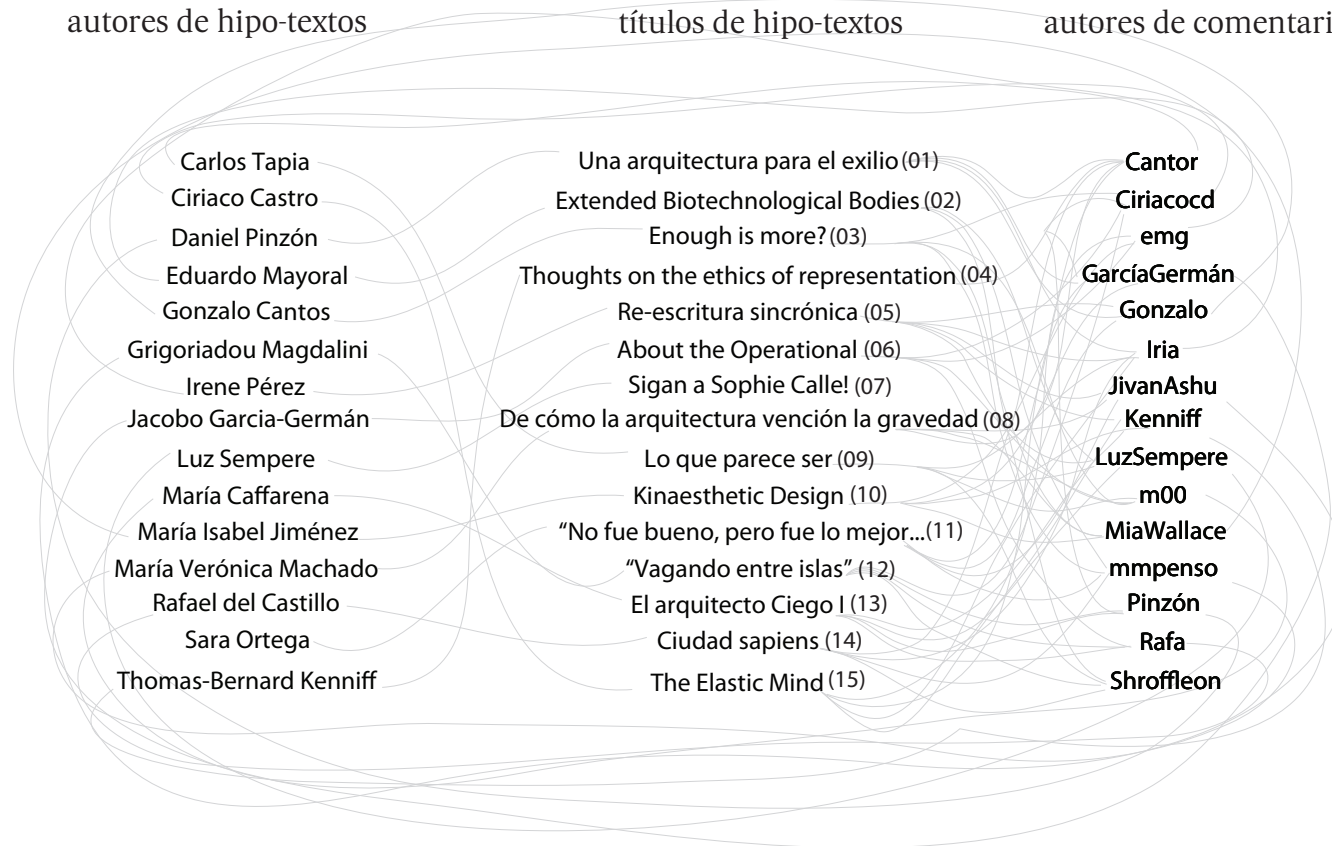 autores de hipo-textos
títulos de hipo-textos
autores de comentari
Carlos Tapia
Ciriaco Castro
Daniel Pinzón
Eduardo Mayoral
Gonzalo Cantos
Grigoriadou Magdalini
Irene Pérez
Jacobo Garcia-Germán
Luz Sempere
María Caffarena
María Isabel Jiménez
María Verónica Machado
Rafael del Castillo
Sara Ortega
Thomas-Bernard Kenniff
Una arquitectura para el exilio (01)
Extended Biotechnological Bodies (02)
Enough is more? (03)
Thoughts on the ethics of representation (04)
Re-escritura sincrónica (05)
About the Operational (06)
Sigan a Sophie Calle! (07)
De cómo la arquitectura vención la gravedad (08)
Lo que parece ser (09)
Kinaesthetic Design (10)
“No fue bueno, pero fue lo mejor... (11)
“Vagando entre islas” (12)
El arquitecto Ciego I (13)
Ciudad sapiens (14)
The Elastic Mind (15)
Cantor
Ciriacocd
emg
GarcíaGermán
Gonzalo
Iria
JivanAshu
Kenniff
LuzSempere
m00
MiaWallace
mmpenso
Pinzón
Rafa
Shroffleon